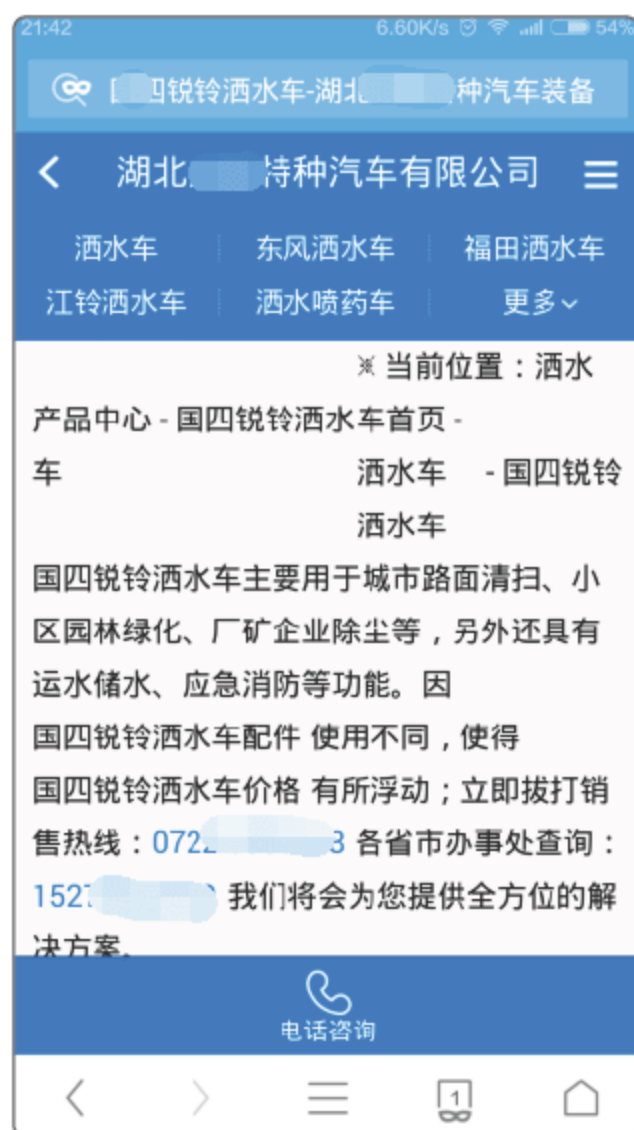 21:42 6.60K/s 54%
四锐铃洒水车-湖北 种汽车装备
湖北 特种汽车有限公司
洒水车 东风洒水车 福田洒水车
江铃洒水车 洒水喷药车 更多
※当前位置：洒水
产品中心 - 国四锐铃洒水车首页 -
车 洒水车 - 国四锐铃
洒水车
国四锐铃洒水车主要用于城市路面清扫、小
区园林绿化、厂矿企业除尘等，另外还具有
运水储水、应急消防等功能。因
国四锐铃洒水车配件 使用不同，使得
国四锐铃洒水车价格 有所浮动；立即拔打销
售热线：0722 3 各省市办事处查询：
1527 我们将会为您提供全方位的解
决方案。
电话咨询
1